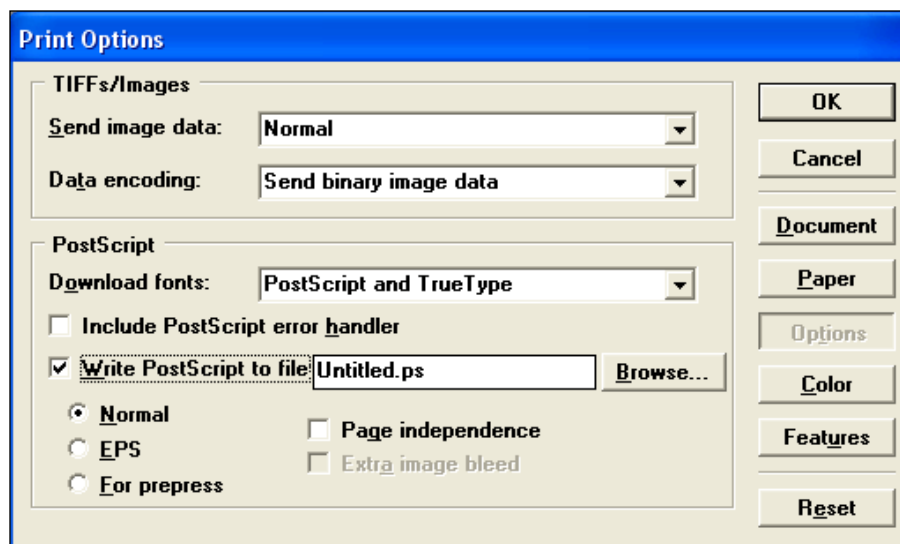 Print Options
TIFFs/Images
Send image data: Normal
Data encoding: Send binary image data
PostScript
Download fonts: PostScript and TrueType
Include PostScript error handler
Write PostScript to file Untitled.ps Browse...
Normal
EPS
For prepress
Page independence
Extra image bleed
OK
Cancel
Document
Paper
Options
Color
Features
Reset